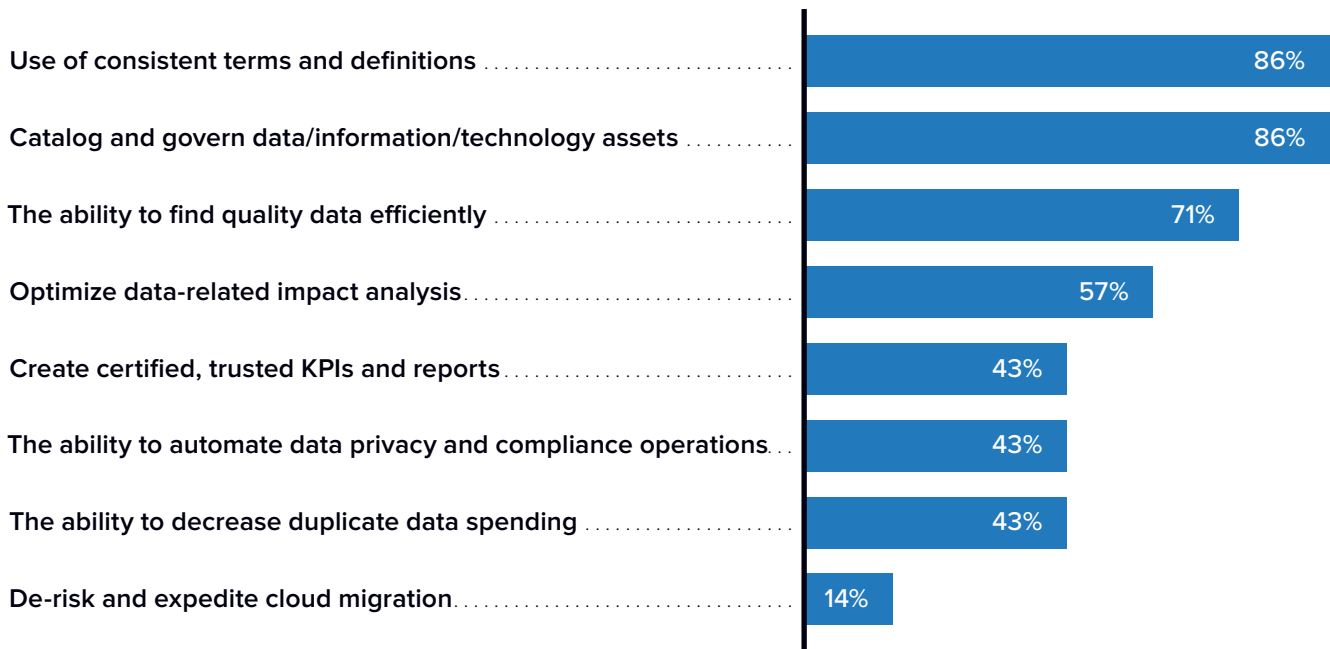 Use of consistent terms and definitions 86%
Catalog and govern data/information/technology assets 86%
The ability to find quality data efficiently 71%
Optimize data-related impact analysis 57%
Create certified, trusted KPIs and reports 43%
The ability to automate data privacy and compliance operations 43%
The ability to decrease duplicate data spending 43%
De-risk and expedite cloud migration 14%